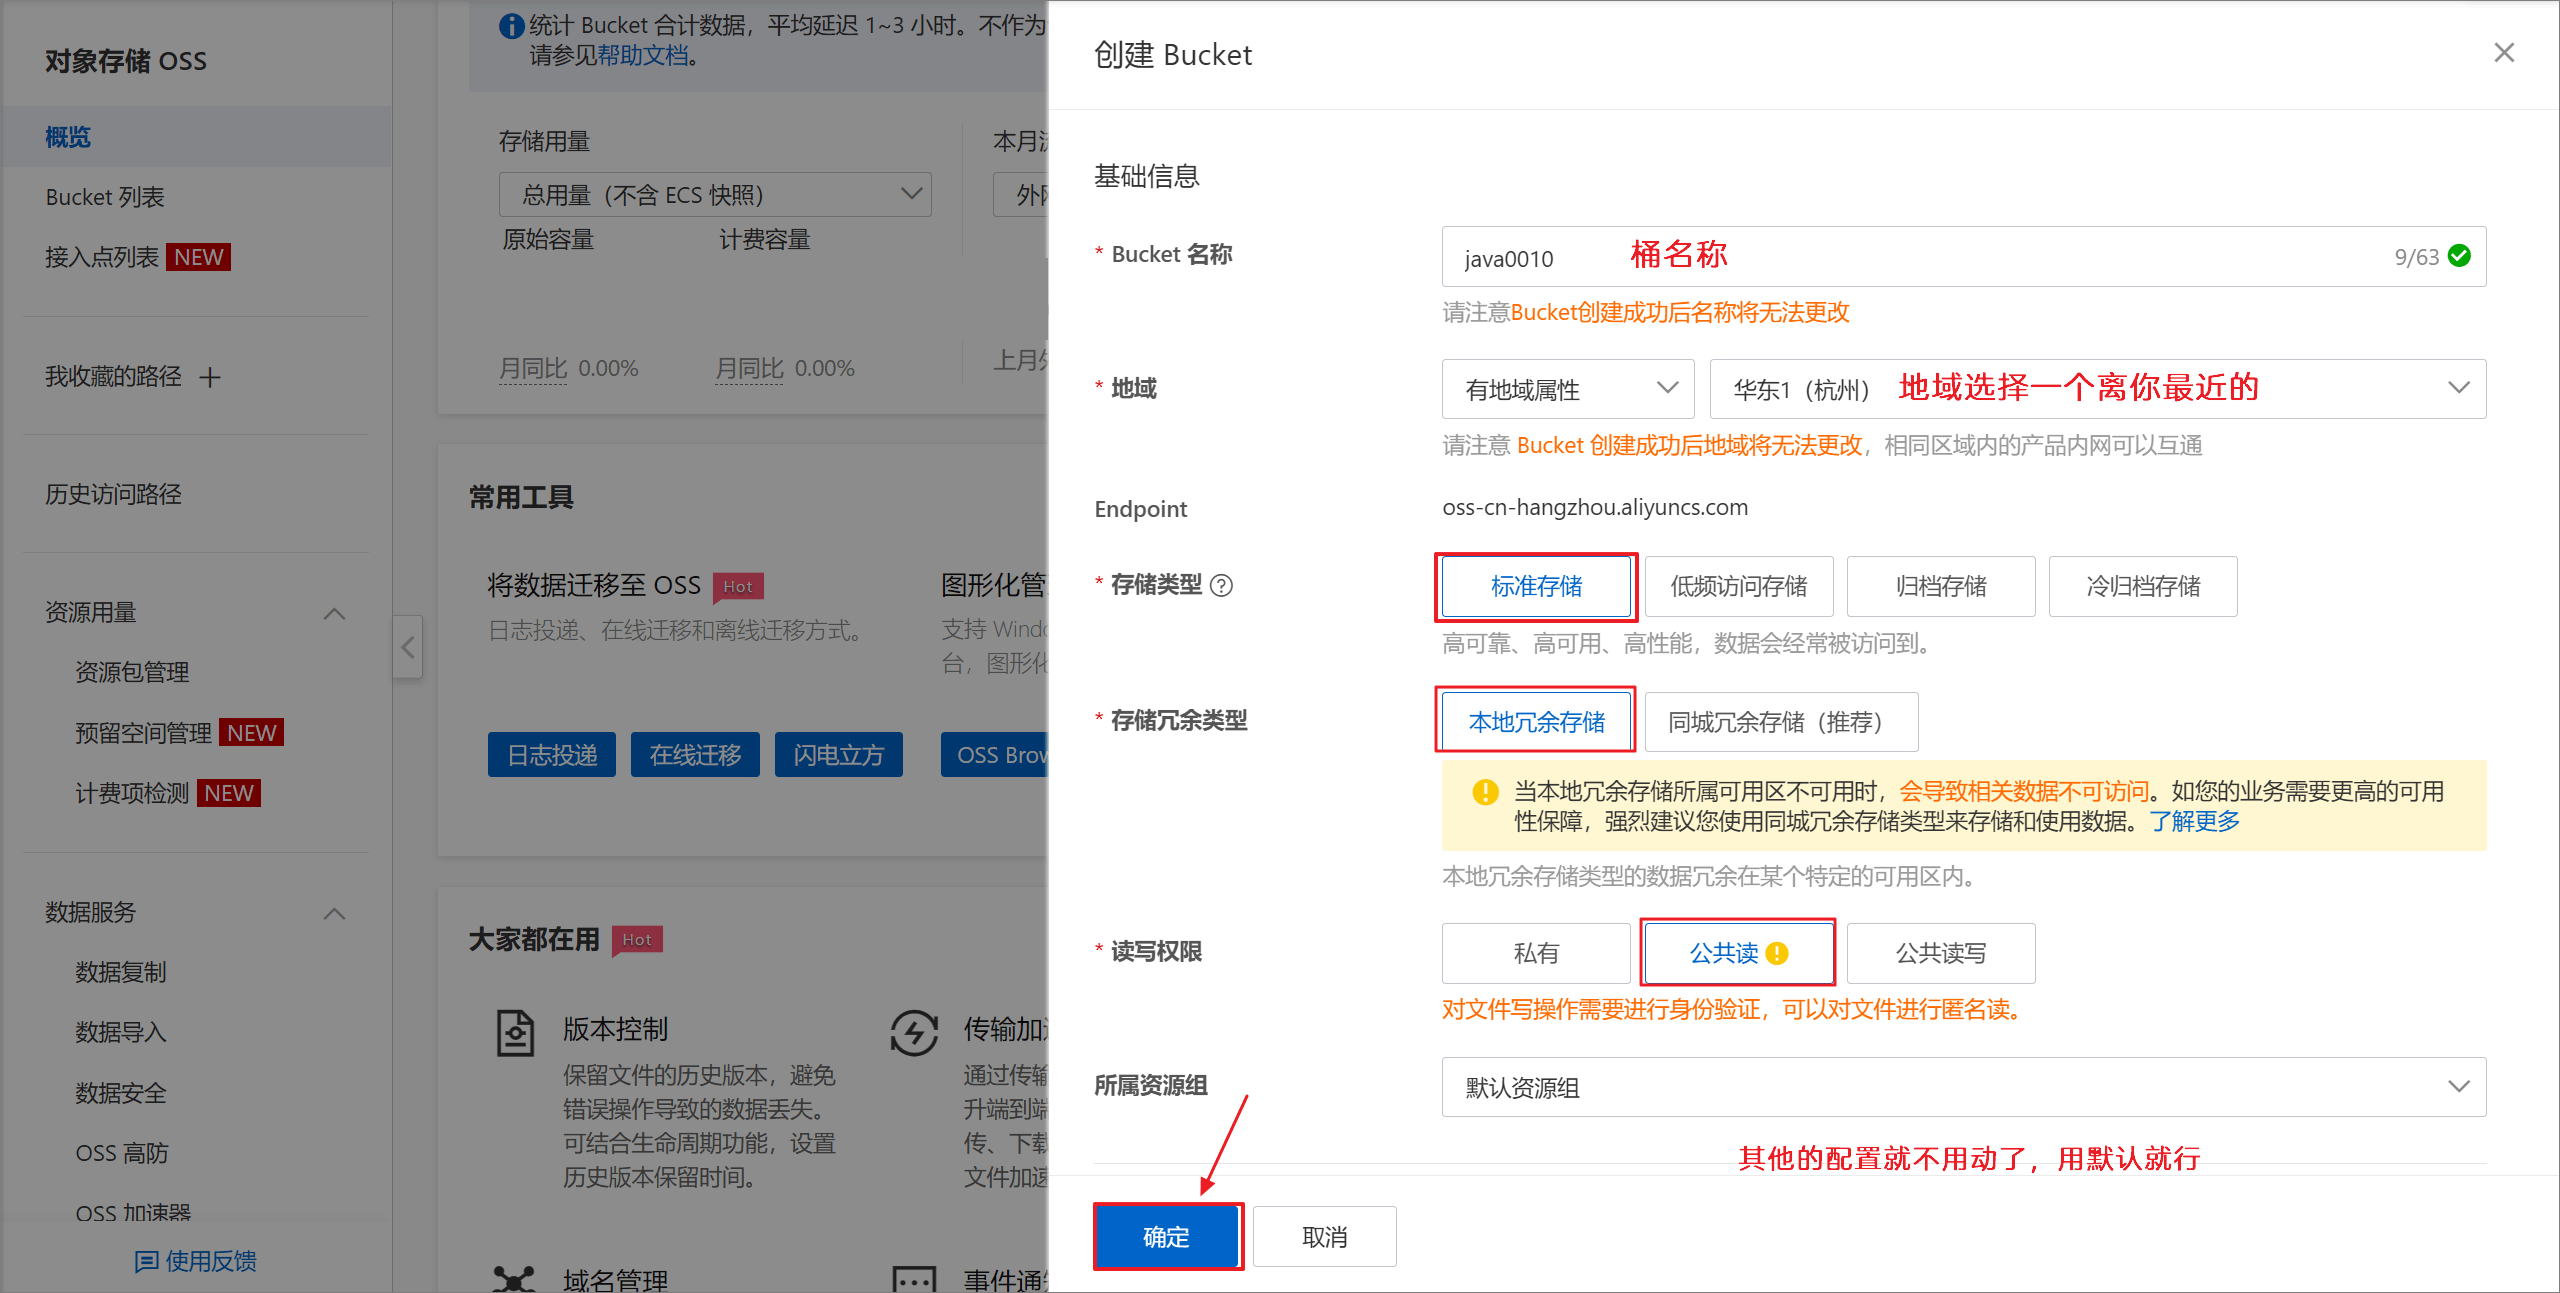 对象存储 OSS
概览
Bucket 列表
接入点列表 NEW
我收藏的路径
历史访问路径
资源用量
资源包管理
预留空间管理 NEW
计费项检测 NEW
数据服务
数据复制
数据导入
数据安全
OSS 高防
OSS 加速器
使用反馈
统计 Bucket 合计数据，平均延迟 1~3 小时。不作为
请参见帮助文档。
存储用量
本月
总用量（不含 ECS 快照）
外
原始容量
计费容量
月同比 0.00%
月同比 0.00%
上月
常用工具
将数据迁移至 OSS Hot
日志投递、在线迁移和离线迁移方式。
日志投递
在线迁移
闪电立方
图形化管
支持 Windo
台，图形化
OSS Brow
大家都在用 Hot
版本控制
保留文件的历史版本，避免
错误操作导致的数据丢失。
可结合生命周期功能，设置
历史版本保留时间。
传输加
通过传输
升端到端
传、下载
文件加速
域名管理
事件通知
创建 Bucket
基础信息
* Bucket 名称
java0010
桶名称
9/63
请注意Bucket创建成功后名称将无法更改
* 地域
有地域属性
华东1（杭州）
地域选择一个离你最近的
请注意 Bucket 创建成功后地域将无法更改，相同区域内的产品内网可以互通
Endpoint
oss-cn-hangzhou.aliyuncs.com
* 存储类型
标准存储
低频访问存储
归档存储
冷归档存储
高可靠、高可用、高性能，数据会经常被访问到。
* 存储冗余类型
本地冗余存储
同城冗余存储（推荐）
当本地冗余存储所属可用区不可用时，会导致相关数据不可访问。如您的业务需要更高的可用
性保障，强烈建议您使用同城冗余存储类型来存储和使用数据。了解更多
本地冗余存储类型的数据冗余在某个特定的可用区内。
* 读写权限
私有
公共读
公共读写
对文件写操作需要进行身份验证，可以对文件进行匿名读。
所属资源组
默认资源组
其他的配置就不用动了，用默认就行
确定
取消